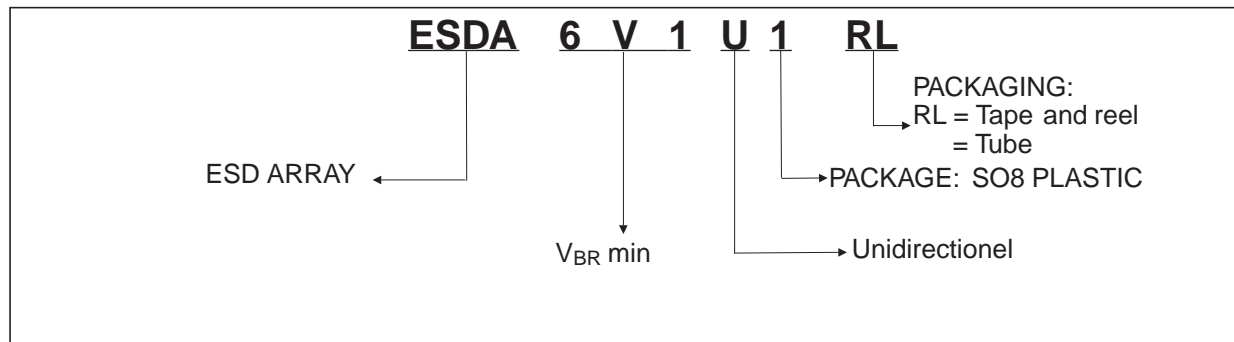 ESDA 6 V 1 U 1 RL
PACKAGING:
RL = Tape and reel
= Tube
ESD ARRAY
PACKAGE: SO8 PLASTIC
VBR min
Unidirectionel